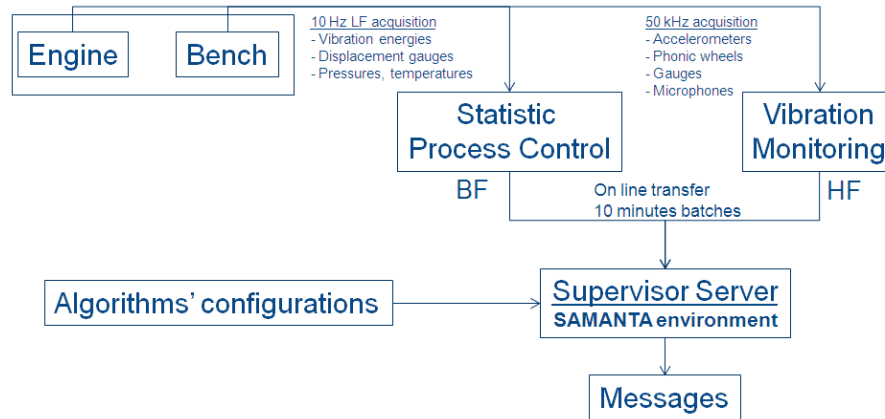 10 Hz LF acquisition
- Vibration energies
- Displacement gauges
- Pressures, temperatures
50 kHz acquisition
- Accelerometers
- Phonic wheels
- Gauges
- Microphones
Engine
Bench
Statistic
Process Control
Vibration
Monitoring
BF
On line transfer
10 minutes batches
HF
Algorithms' configurations
Supervisor Server
SAMANTA environment
Messages